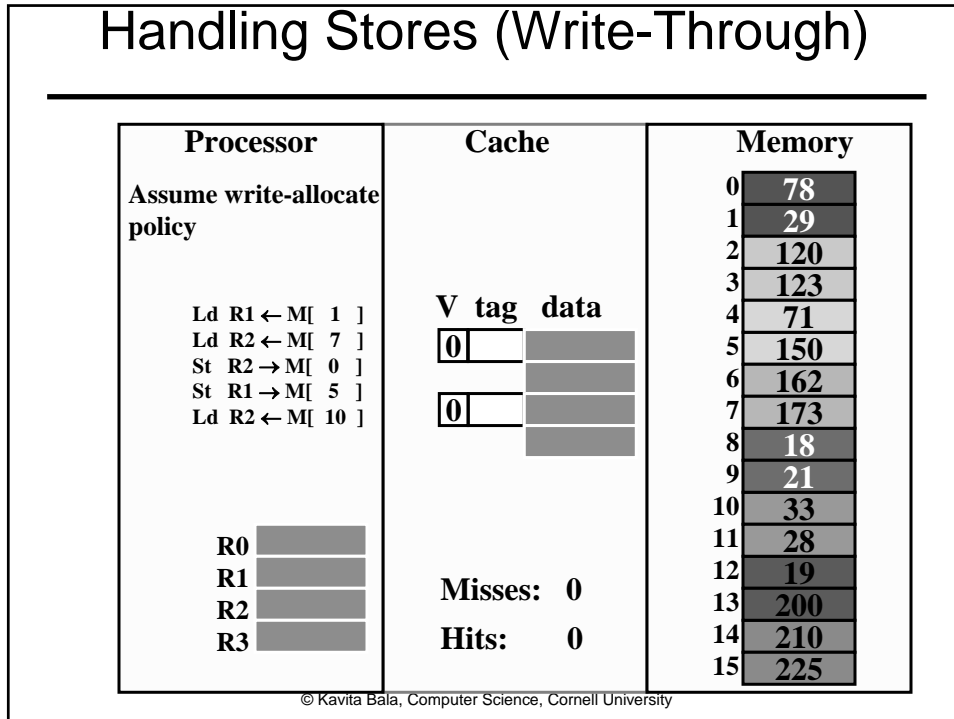 Handling Stores (Write-Through)
Processor
Assume write-allocate
policy
Ld R1 ← M[ 1 ]
Ld R2 ← M[ 7 ]
St R2 → M[ 0 ]
St R1 → M[ 5 ]
Ld R2 ← M[ 10 ]
R0
R1
R2
R3
Cache
V tag data
0
0
Misses: 0
Hits: 0
Memory
0 78
1 29
2 120
3 123
4 71
5 150
6 162
7 173
8 18
9 21
10 33
11 28
12 19
13 200
14 210
15 225
© Kavita Bala, Computer Science, Cornell University